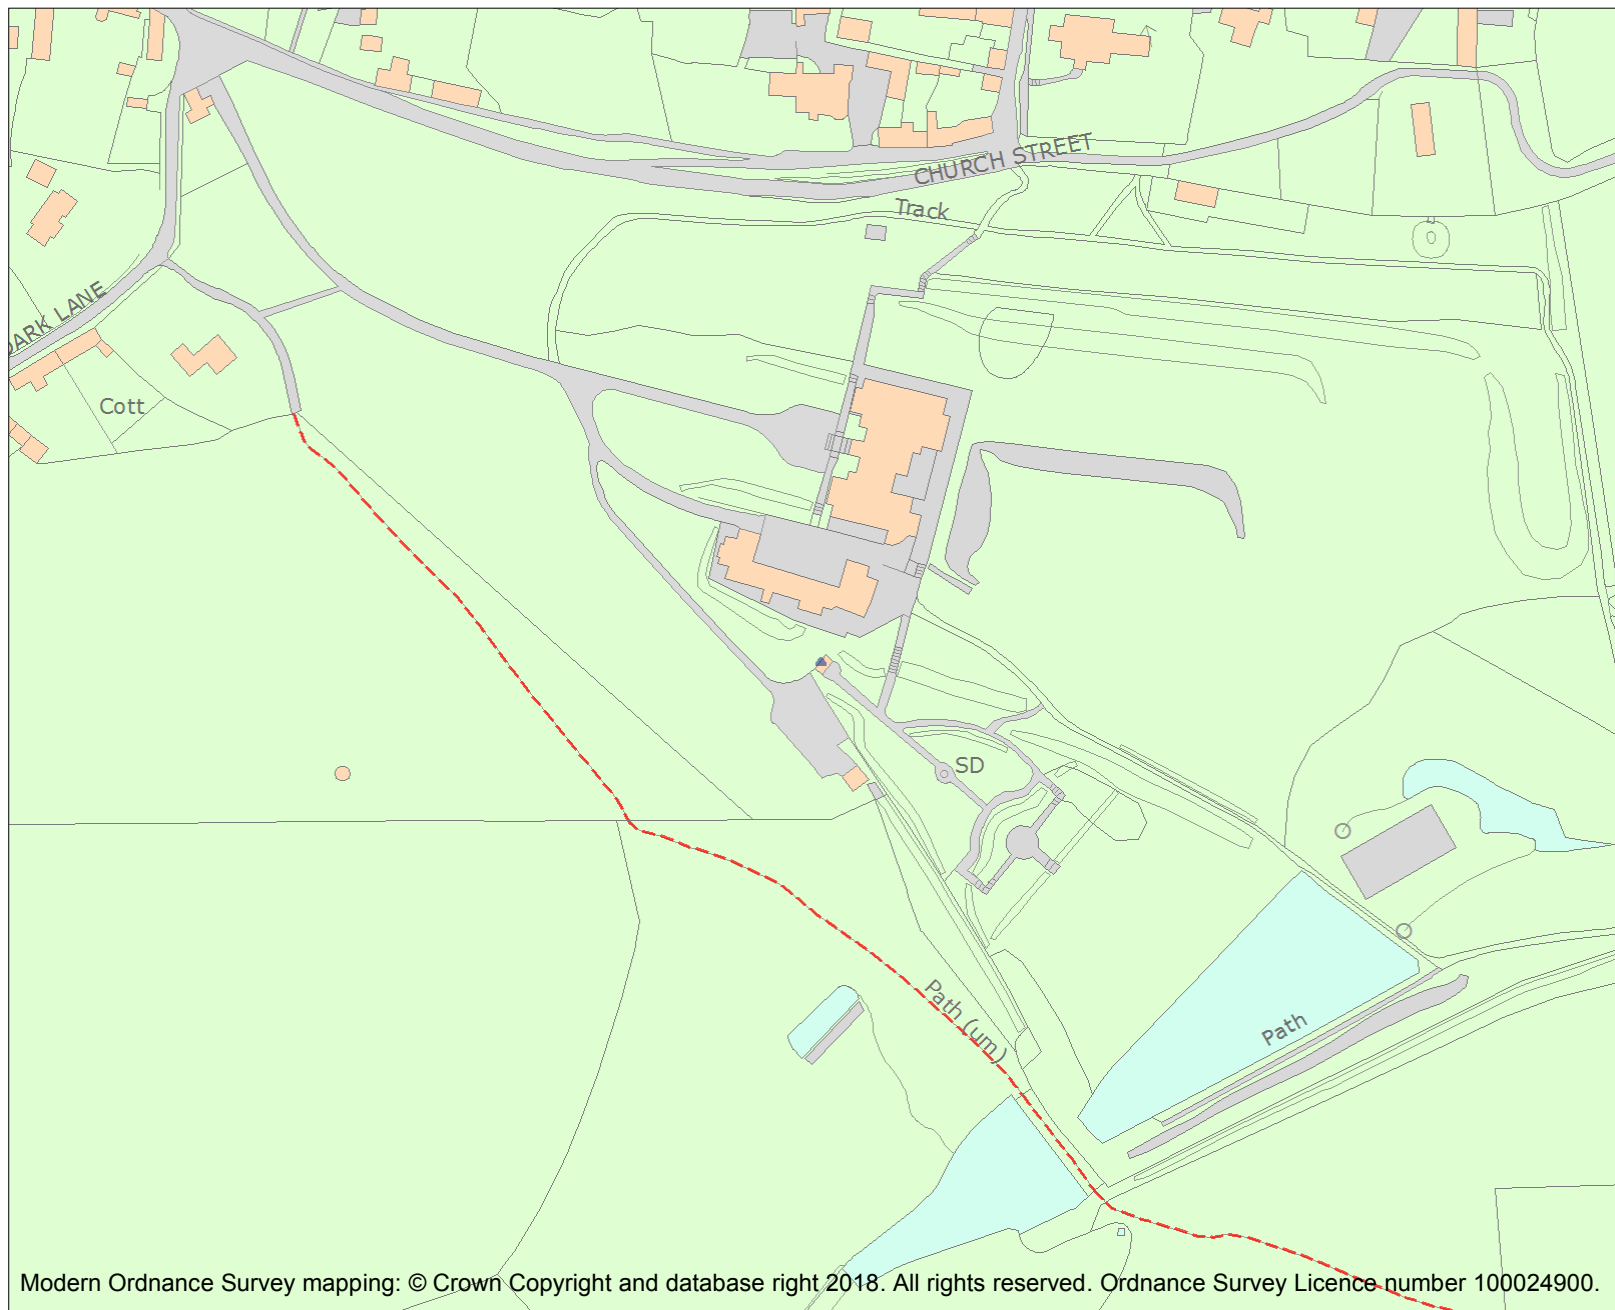 CHURCH STREET
Track
DARK LANE
Cott
SD
Path (um)
Path
Modern Ordnance Survey mapping: © Crown Copyright and database right 2018. All rights reserved. Ordnance Survey Licence number 100024900.